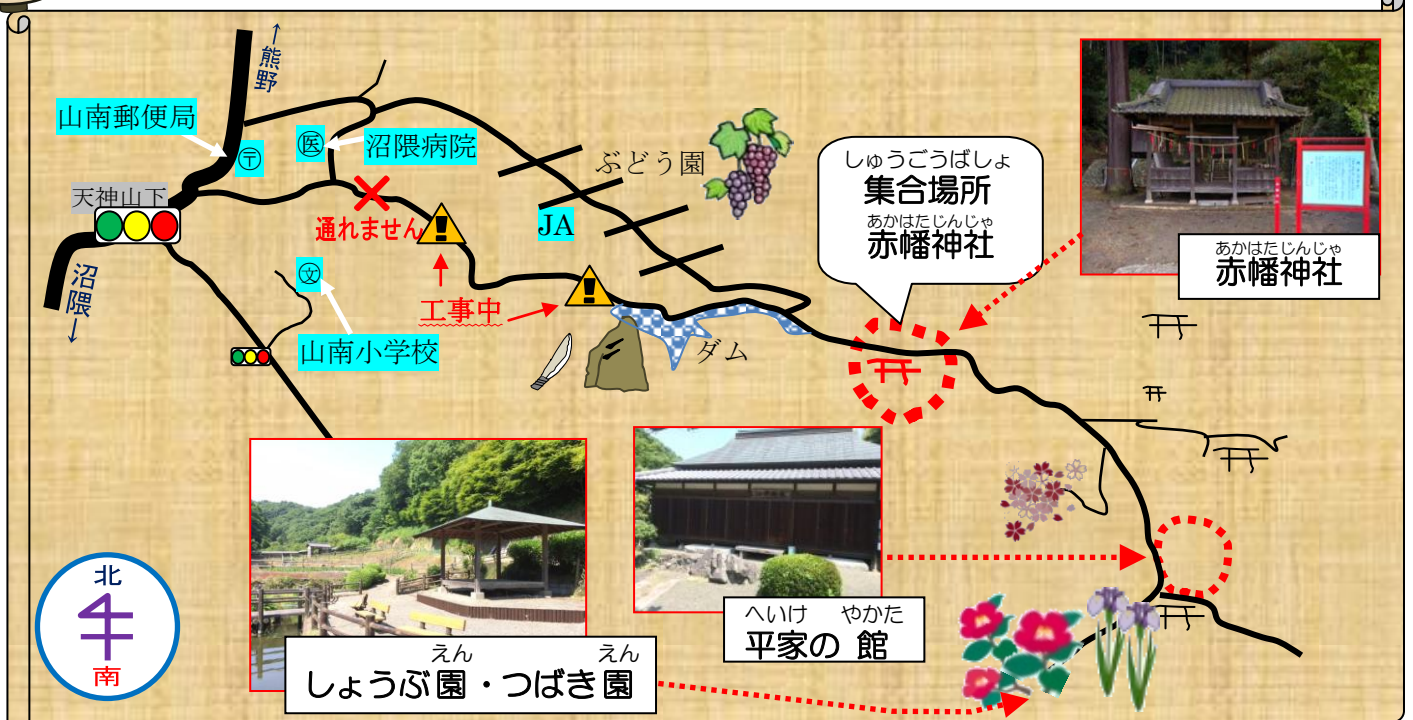 ↑熊野
山南郵便局
〒
医
沼隈病院
天神山下
通れません
ぶどう園
JA
しゅうごうばしょ
集合場所
あかはたじんじゃ
赤幡神社
あかはたじんじゃ
赤幡神社
沼隈→
文
山南小学校
工事中
ダム
へいけ やかた
平家の 館
えん えん
しょうぶ園・つばき園
北
南